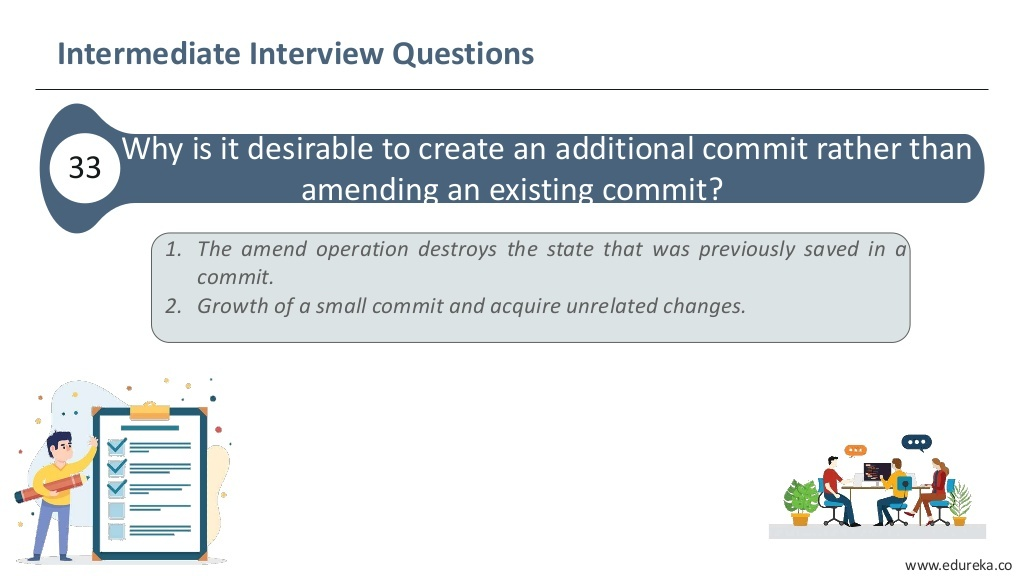 Intermediate Interview Questions
33
Why is it desirable to create an additional commit rather than
amending an existing commit?
1. The amend operation destroys the state that was previously saved in a
commit.
2. Growth of a small commit and acquire unrelated changes.
www.edureka.co